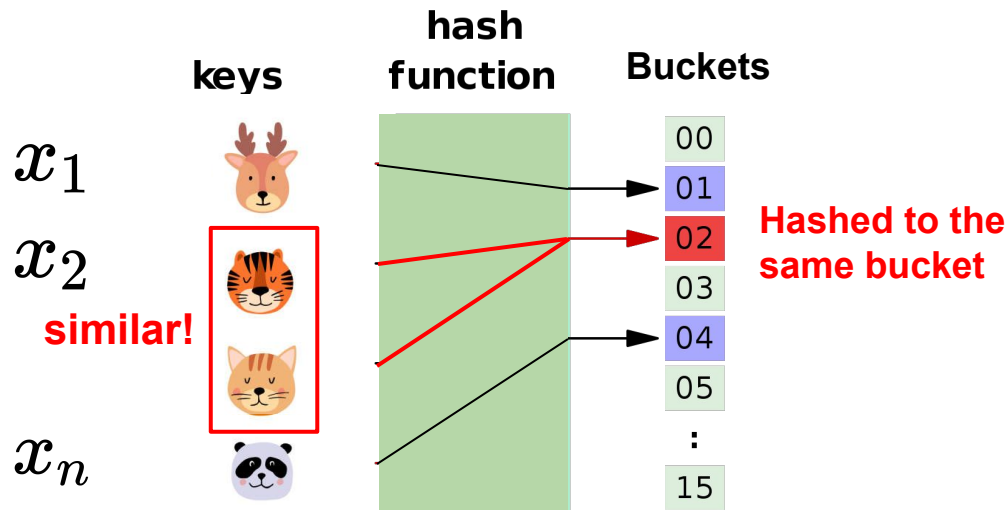 keys
hash
function
Buckets
x1
x2
similar!
xn
00
01
02
03
04
05
:
15
Hashed to the
same bucket